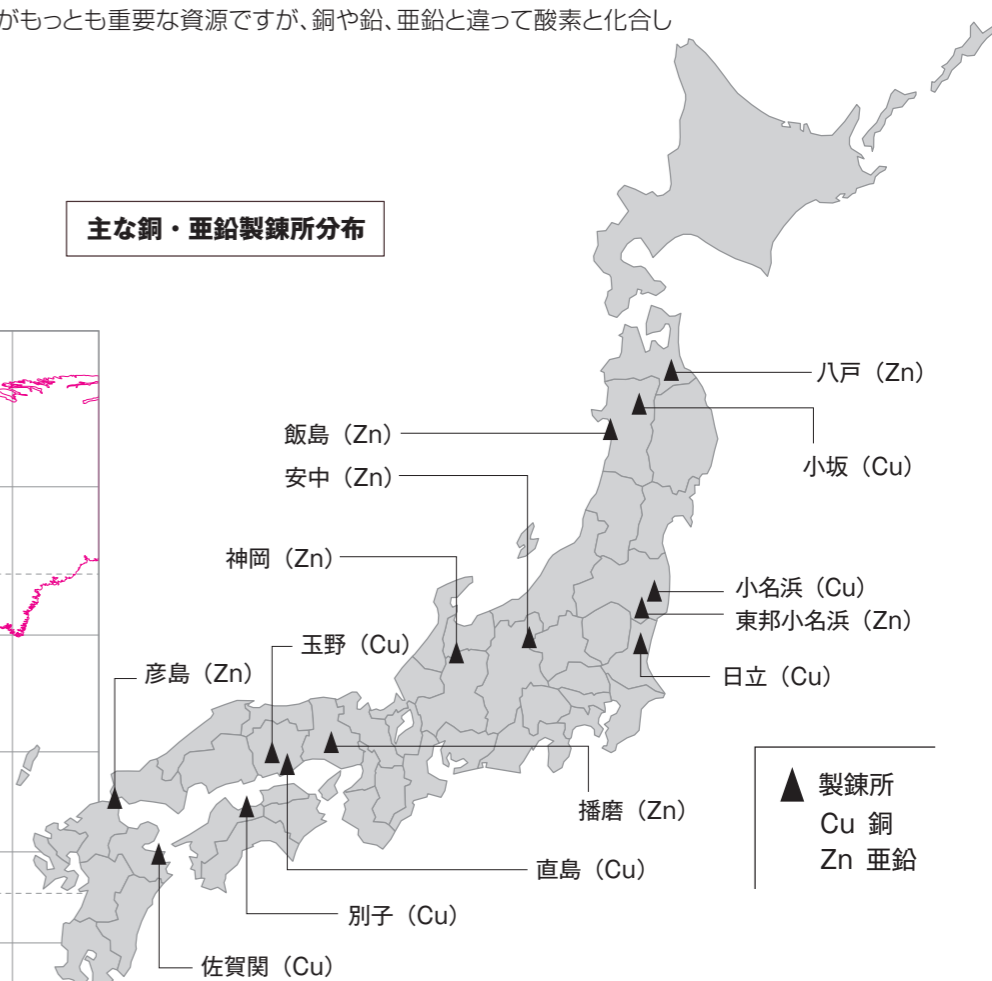 がもっとも重要な資源ですが、銅や鉛、亜鉛と違って酸素と化合し
主な銅・亜鉛製錬所分布
八戸（Zn）
小坂（Cu）
飯島（Zn）
安中（Zn）
神岡（Zn）
小名浜（Cu）
東邦小名浜（Zn）
玉野（Cu）
彦島（Zn）
日立（Cu）
播磨（Zn）
直島（Cu）
別子（Cu）
佐賀関（Cu）
製錬所
Cu 銅
Zn 亜鉛